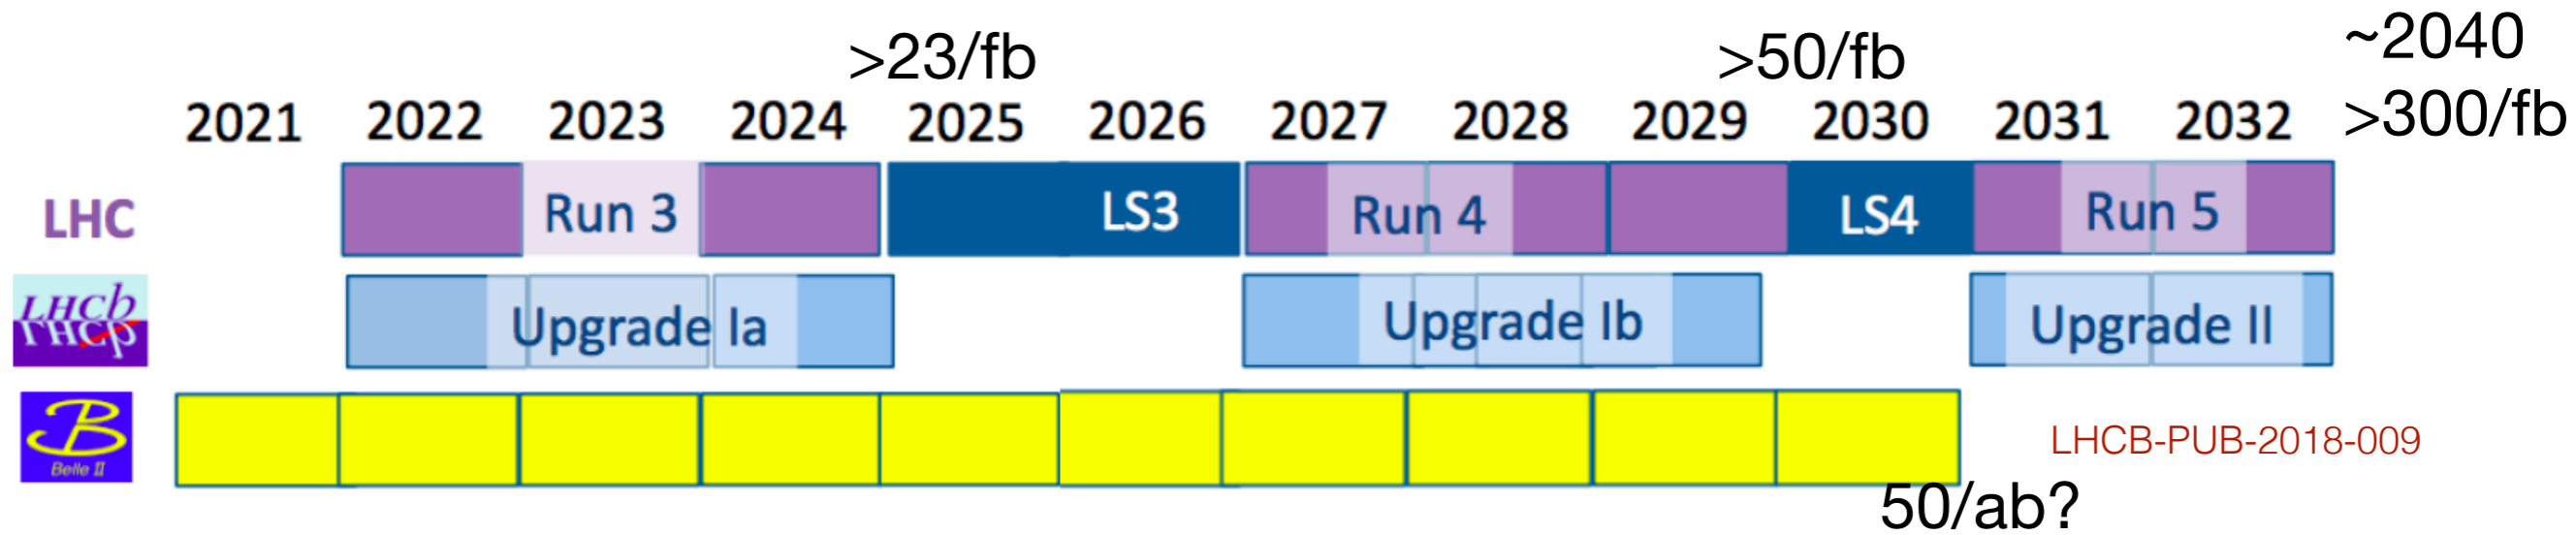 >23/fb >50/fb ~2040
2021 2022 2023 2024 2025 2026 2027 2028 2029 2030 2031 2032 >300/fb
LHC Run 3 LS3 Run 4 LS4 Run 5
LHCb Upgrade Ia Upgrade Ib Upgrade II
LHCb
B
Belle II
LHCB-PUB-2018-009
50/ab?